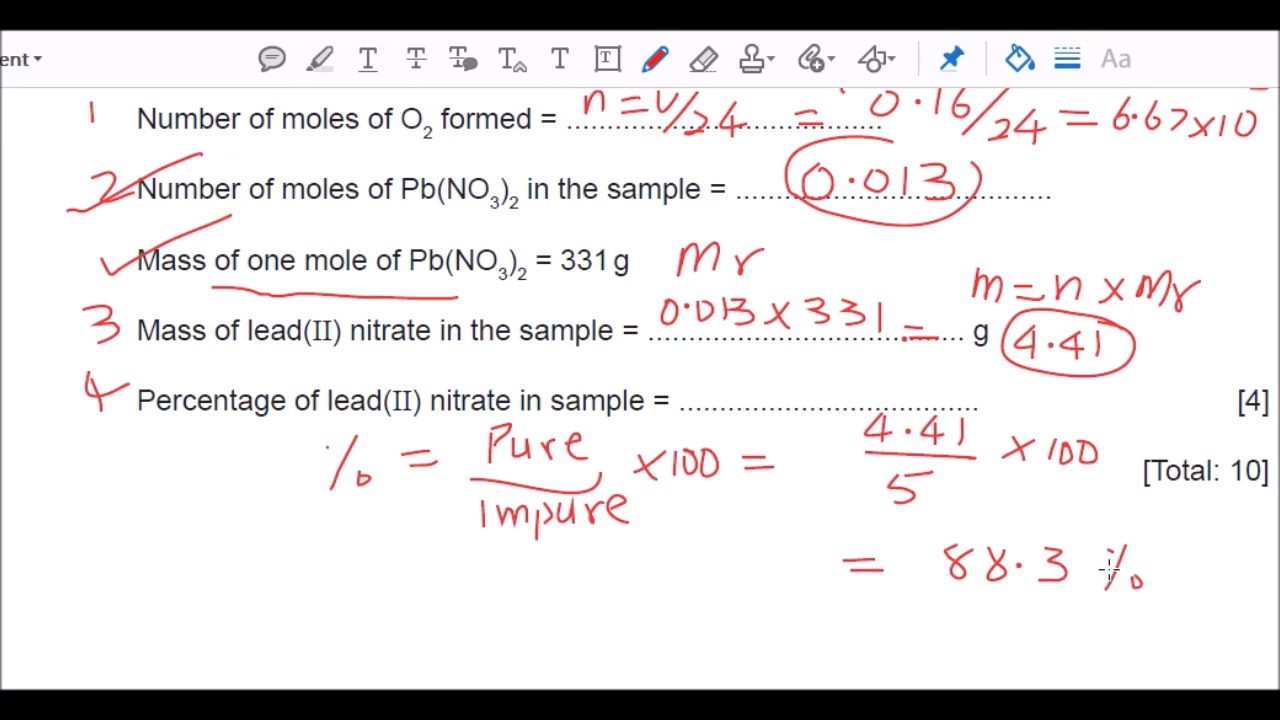 ent
T T T T T T Aa
1 Number of moles of O2 formed = .......... n = V/24 = 0.16/24 = 6.67x10
2 Number of moles of Pb(NO3)2 in the sample = .......... 0.013
Mass of one mole of Pb(NO3)2 = 331 g Mr
m = n x Mr
3 Mass of lead(II) nitrate in the sample = .......... 0.013 x 331 = g 4.41
4 Percentage of lead(II) nitrate in sample = .......... [4]
% = Pure / Impure x 100 = 4.41 / 5 x 100
[Total: 10]
= 88.3 %